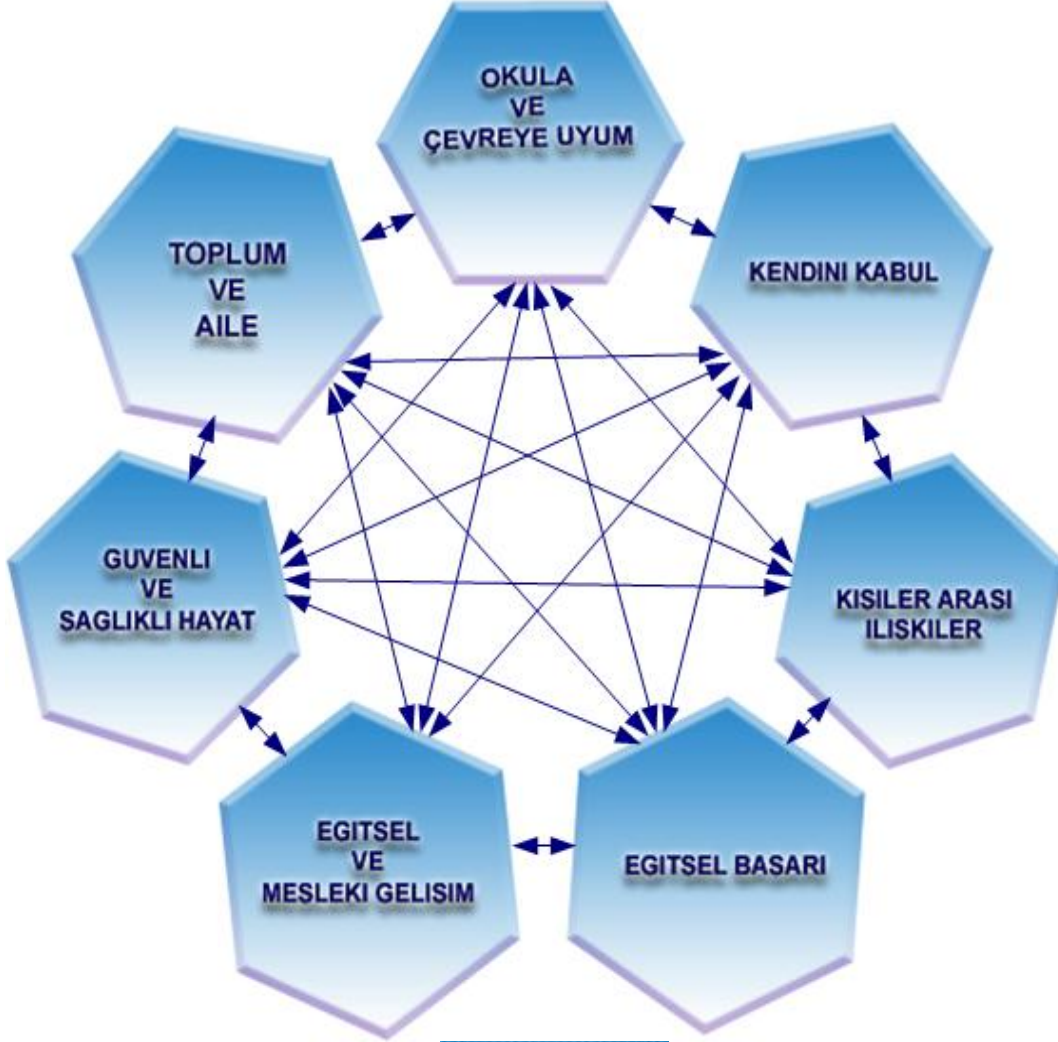 OKULA
VE
ÇEVREYE UYUM
TOPLUM
VE
AILE
KENDINI KABUL
GUVENLI
VE
SAGLIKLI HAYAT
KISILER ARASI
ILISKILER
EGITSEL
VE
MESLEKI GELISIM
EGITSEL BASARI